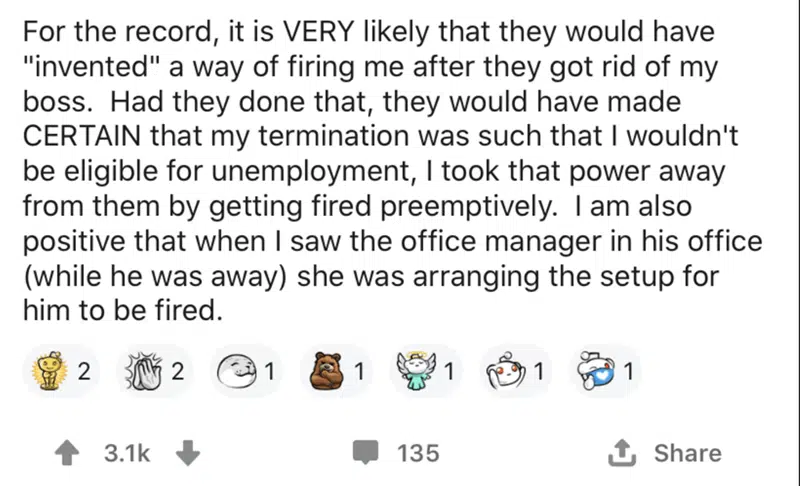 For the record, it is VERY likely that they would have
"invented" a way of firing me after they got rid of my
boss.  Had they done that, they would have made
CERTAIN that my termination was such that I wouldn't
be eligible for unemployment, I took that power away
from them by getting fired preemptively.  I am also
positive that when I saw the office manager in his office
(while he was away) she was arranging the setup for
him to be fired.
2 2 1 1 1 1 1
3.1k 135 Share